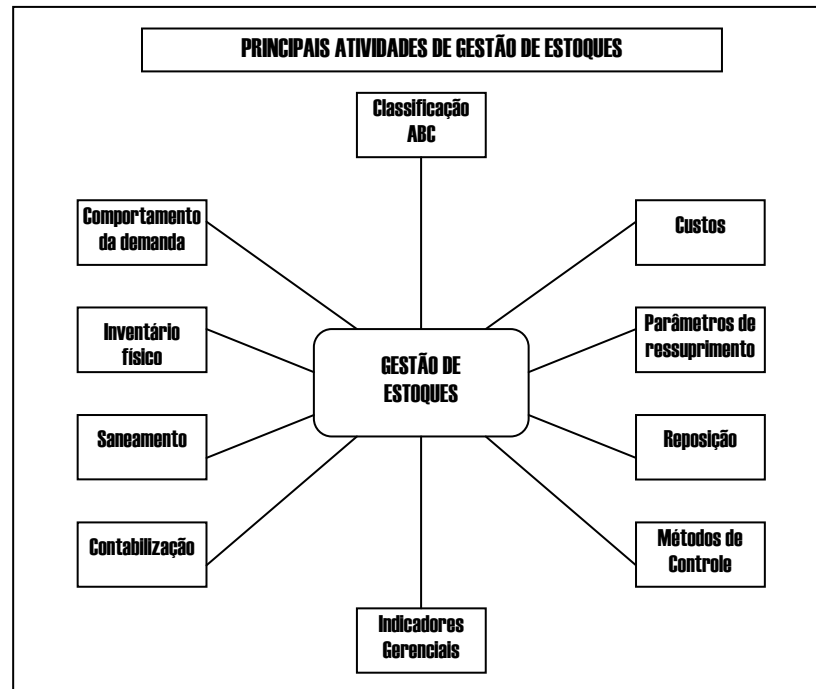 PRINCIPAIS ATIVIDADES DE GESTÃO DE ESTOQUES
Classificação
ABC
Comportamento
da demanda
Custos
Inventário
físico
Parâmetros de
ressuprimento
GESTÃO DE
ESTOQUES
Saneamento
Reposição
Contabilização
Métodos de
Controle
Indicadores
Gerenciais